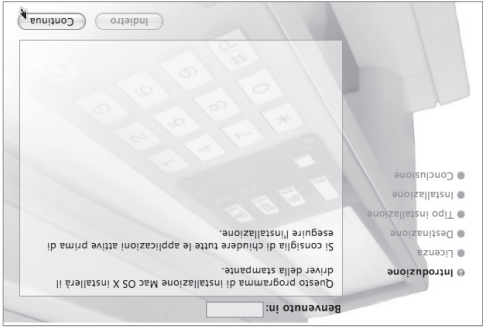 Benvenuto in:
Introduzione
Licenza
Destinazione
Tipo installazione
Installazione
Conclusione
Questo programma di installazione Mac OS X installerà il
driver della stampante.
Si consiglia di chiudere tutte le applicazioni attive prima di
eseguire l'installazione.
Indietro
Continua